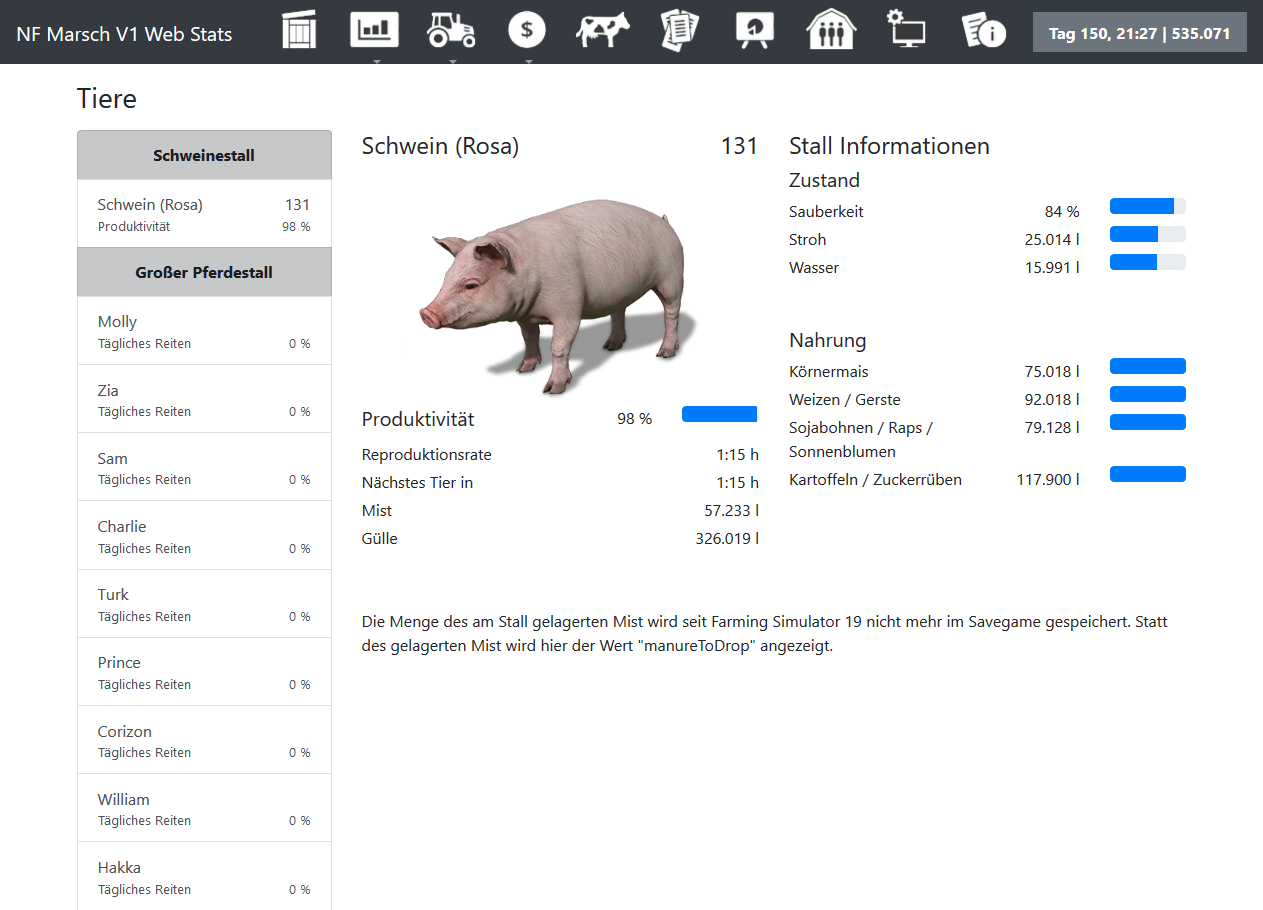 NF Marsch V1 Web Stats
Tag 150, 21:27 | 535.071
Tiere
Schweinestall
Schwein (Rosa) 131
Produktivität 98 %
Großer Pferdestall
Molly
Tägliches Reiten 0 %
Zia
Tägliches Reiten 0 %
Sam
Tägliches Reiten 0 %
Charlie
Tägliches Reiten 0 %
Turk
Tägliches Reiten 0 %
Prince
Tägliches Reiten 0 %
Corizon
Tägliches Reiten 0 %
William
Tägliches Reiten 0 %
Hakka
Tägliches Reiten 0 %
Schwein (Rosa) 131
Produktivität 98 %
Reproduktionsrate 1:15 h
Nächstes Tier in 1:15 h
Mist 57.233 l
Gülle 326.019 l
Stall Informationen
Zustand
Sauberkeit 84 %
Stroh 25.014 l
Wasser 15.991 l
Nahrung
Körnermais 75.018 l
Weizen / Gerste 92.018 l
Sojabohnen / Raps / 79.128 l
Sonnenblumen
Kartoffeln / Zuckerrüben 117.900 l
Die Menge des am Stall gelagerten Mist wird seit Farming Simulator 19 nicht mehr im Savegame gespeichert. Statt
des gelagerten Mist wird hier der Wert "manureToDrop" angezeigt.